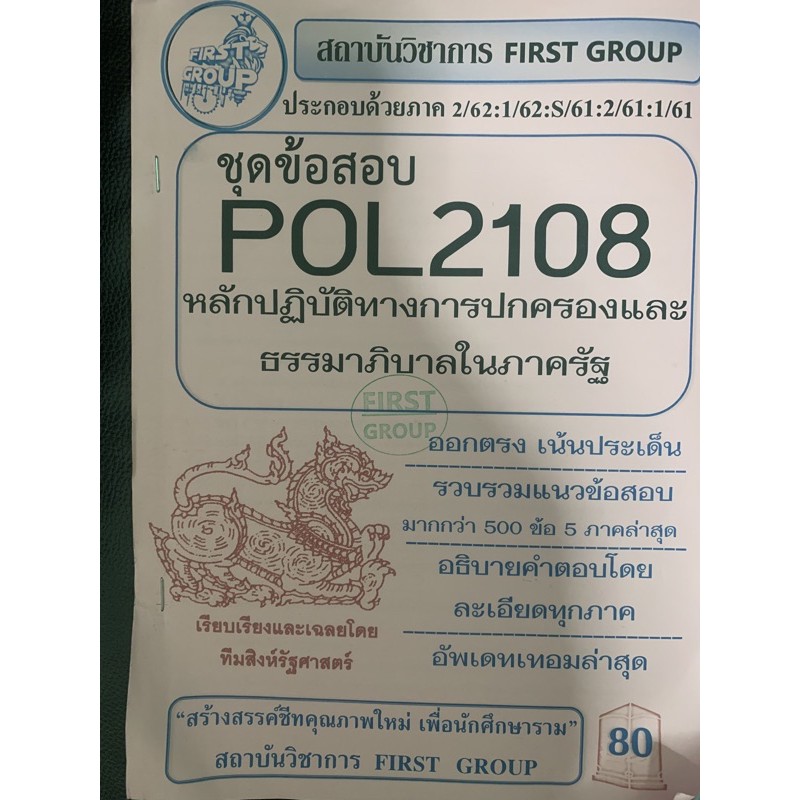 FIRST
GROUP
สถาบันวิชาการ FIRST GROUP
ประกอบด้วยภาค 2/62:1/62:S/61:2/61:1/61
ชุดข้อสอบ
POL2108
หลักปฏิบัติทางการปกครองและ
ธรรมาภิบาลในภาครัฐ
FIRST
GROUP
ออกตรง เน้นประเด็น
รวบรวมแนวข้อสอบ
มากกว่า 500 ข้อ 5 ภาคล่าสุด
อธิบายคำตอบโดย
ละเอียดทุกภาค
อัพเดทเทอมล่าสุด
เรียบเรียงและเฉลยโดย
ทีมสิงห์รัฐศาสตร์
“สร้างสรรค์ชีทคุณภาพใหม่ เพื่อนักศึกษาราม”
สถาบันวิชาการ FIRST GROUP
80